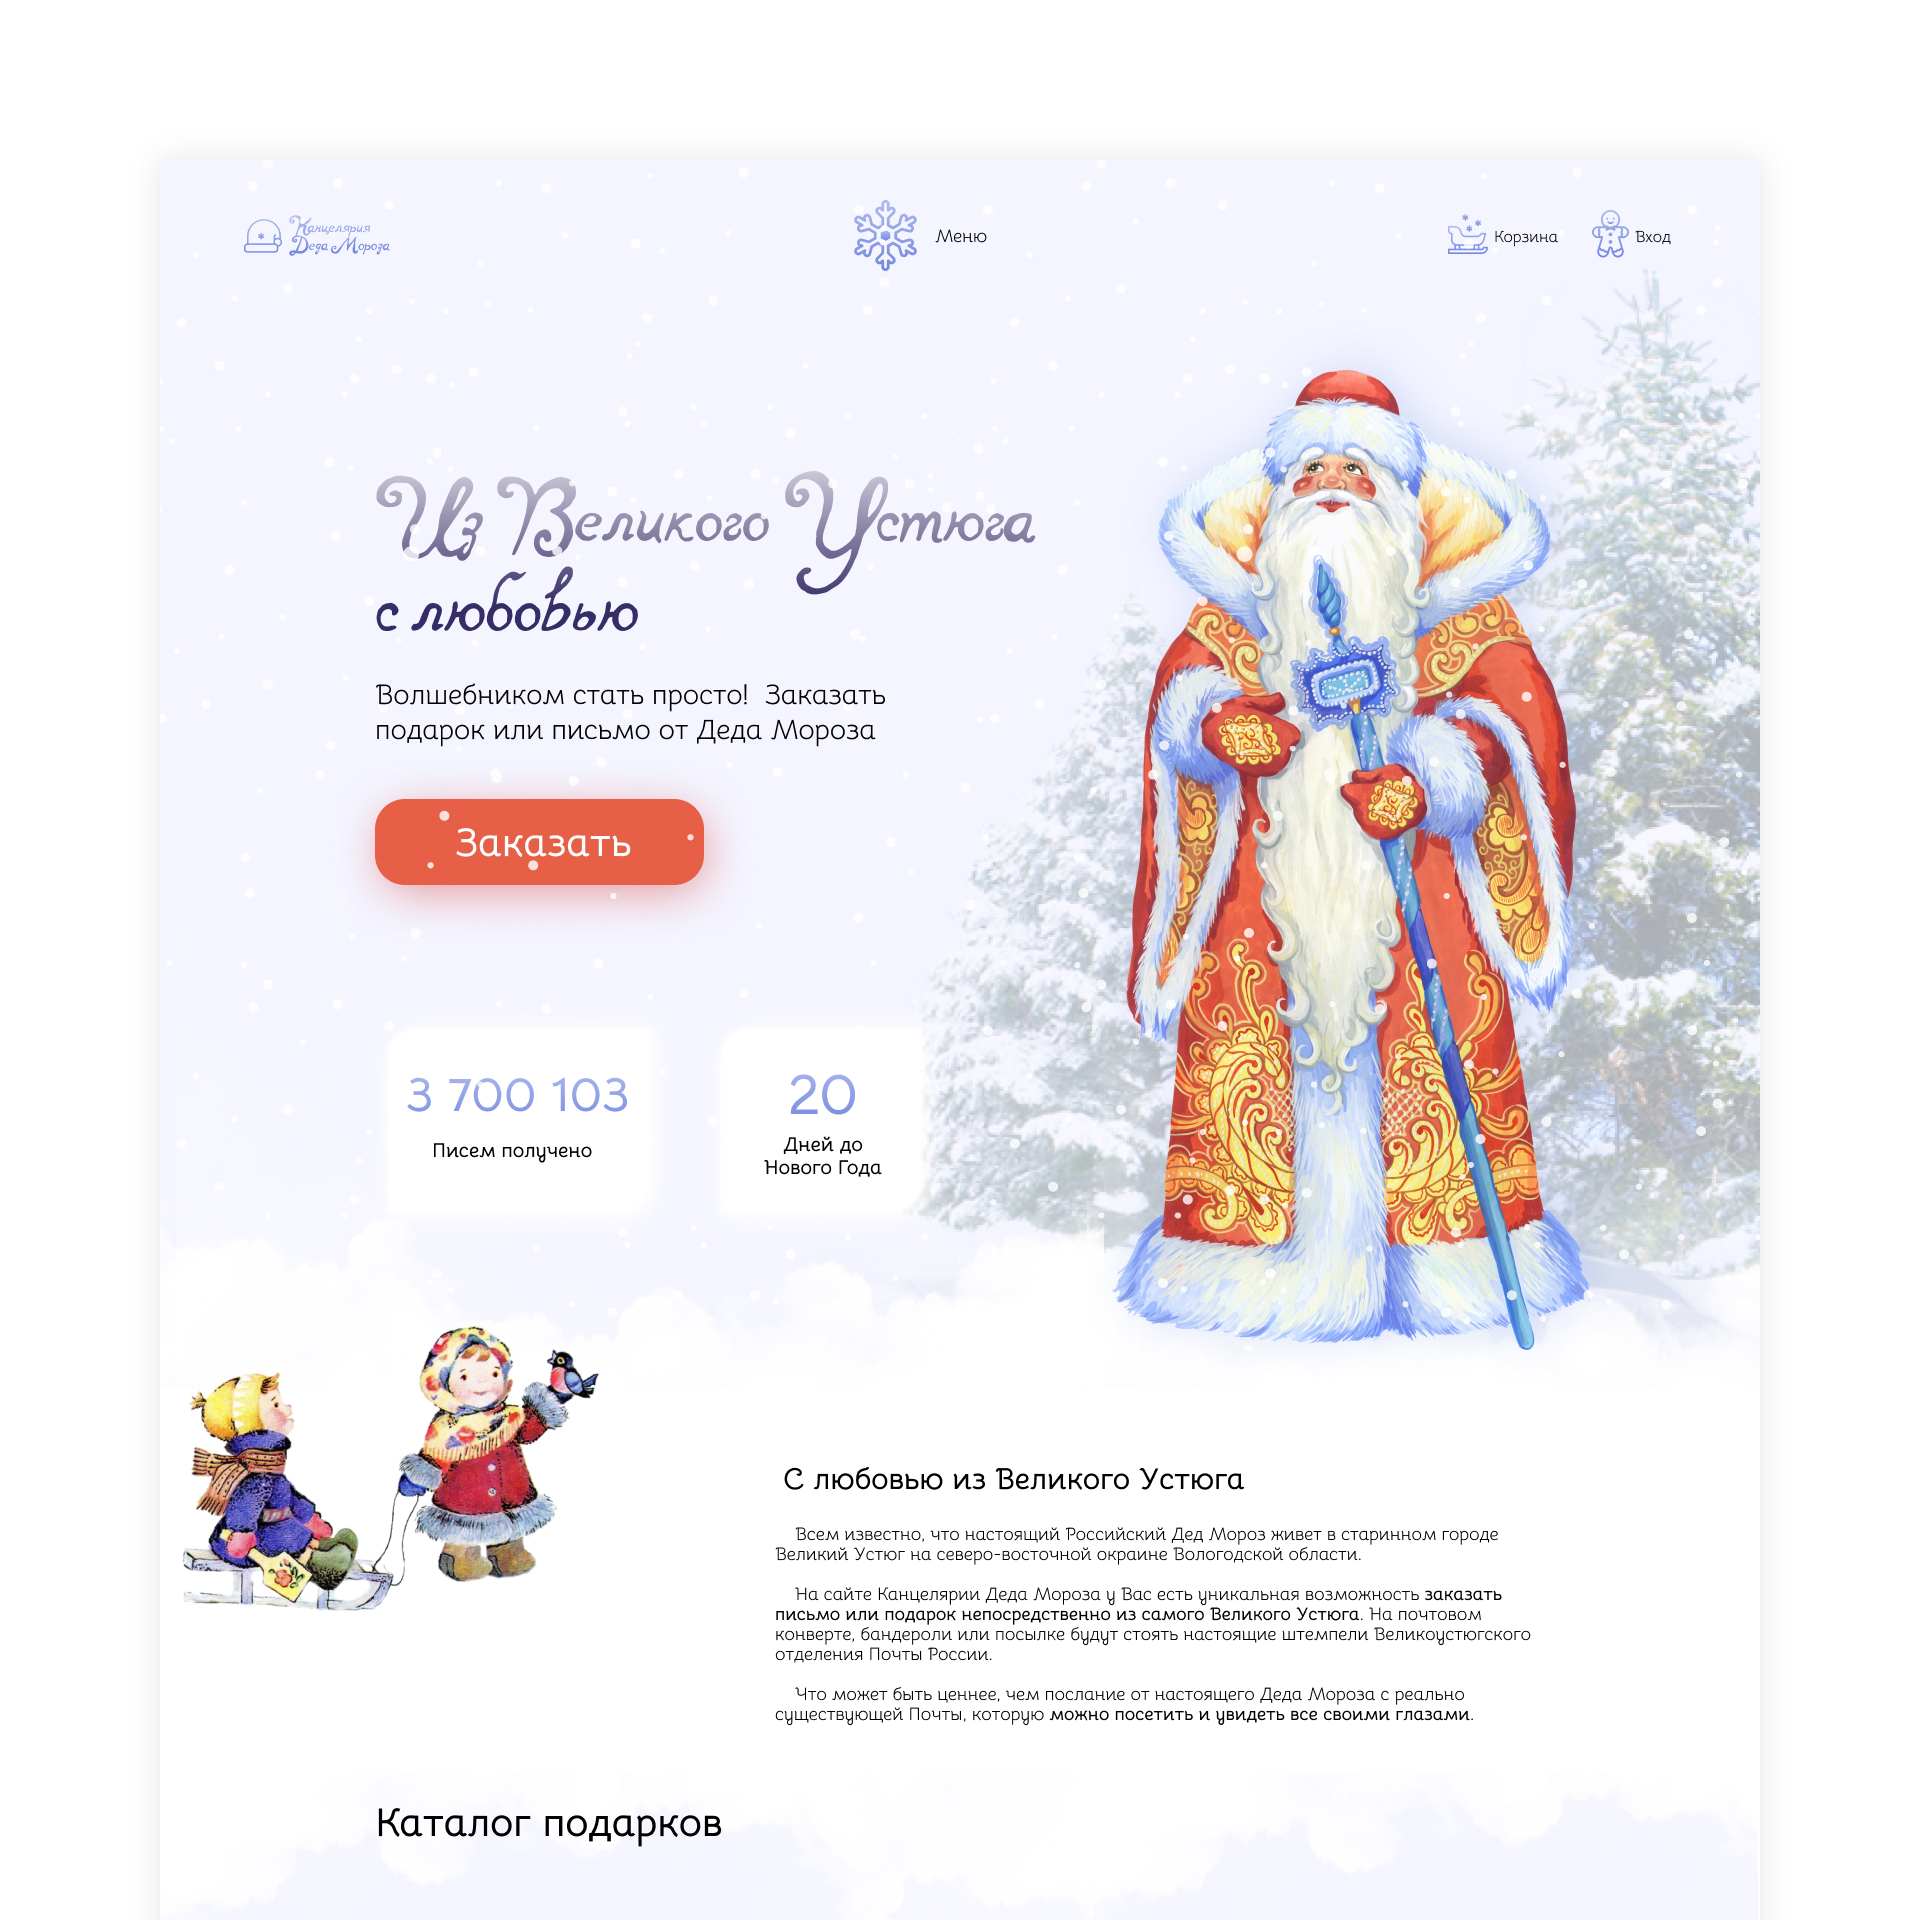 Канцелярия
Деда Мороза
Меню
Корзина
Вход
Из Великого Устюга
с любовью
Волшебником стать просто! Заказать
подарок или письмо от Деда Мороза
Заказать
3 700 103
Писем получено
20
Дней до
Нового Года
С любовью из Великого Устюга
Всем известно, что настоящий Российский Дед Мороз живет в старинном городе
Великий Устюг на северо-восточной окраине Вологодской области.
На сайте Канцелярии Деда Мороза у Вас есть уникальная возможность заказать
письмо или подарок непосредственно из самого Великого Устюга. На почтовом
конверте, бандероли или посылке будут стоять настоящие штемпели Великоустюгского
отделения Почты России.
Что может быть ценнее, чем послание от настоящего Деда Мороза с реально
существующей Почты, которую можно посетить и увидеть все своими глазами.
Каталог подарков